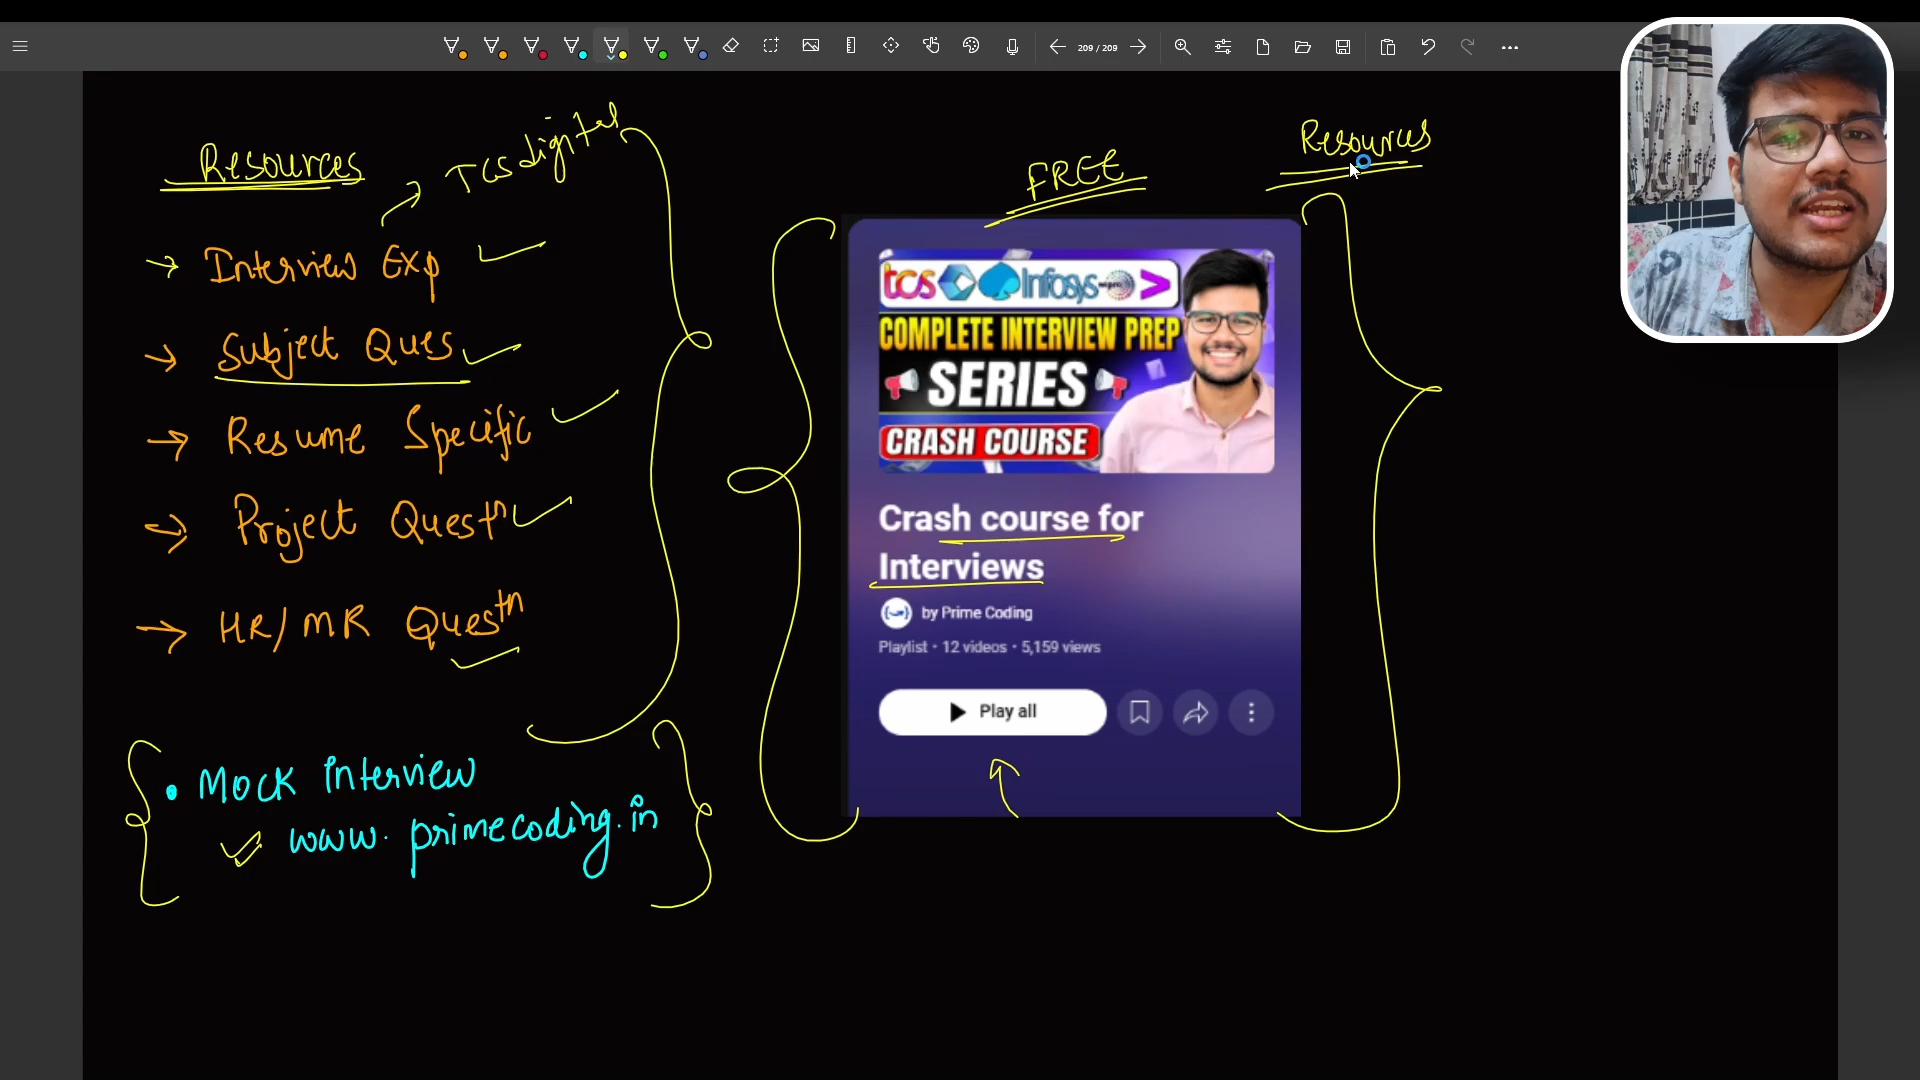 209 / 209
Resources
TCS digital
→ Interview Exp
→ Subject Ques
→ Resume Specific
→ Project Questn
→ HR/MR Questn
• Mock Interview
www.primecoding.in
FREE
Resources
tcs Infosys wipro
COMPLETE INTERVIEW PREP
SERIES
CRASH COURSE
Crash course for
Interviews
by Prime Coding
Playlist • 12 videos • 5,159 views
Play all